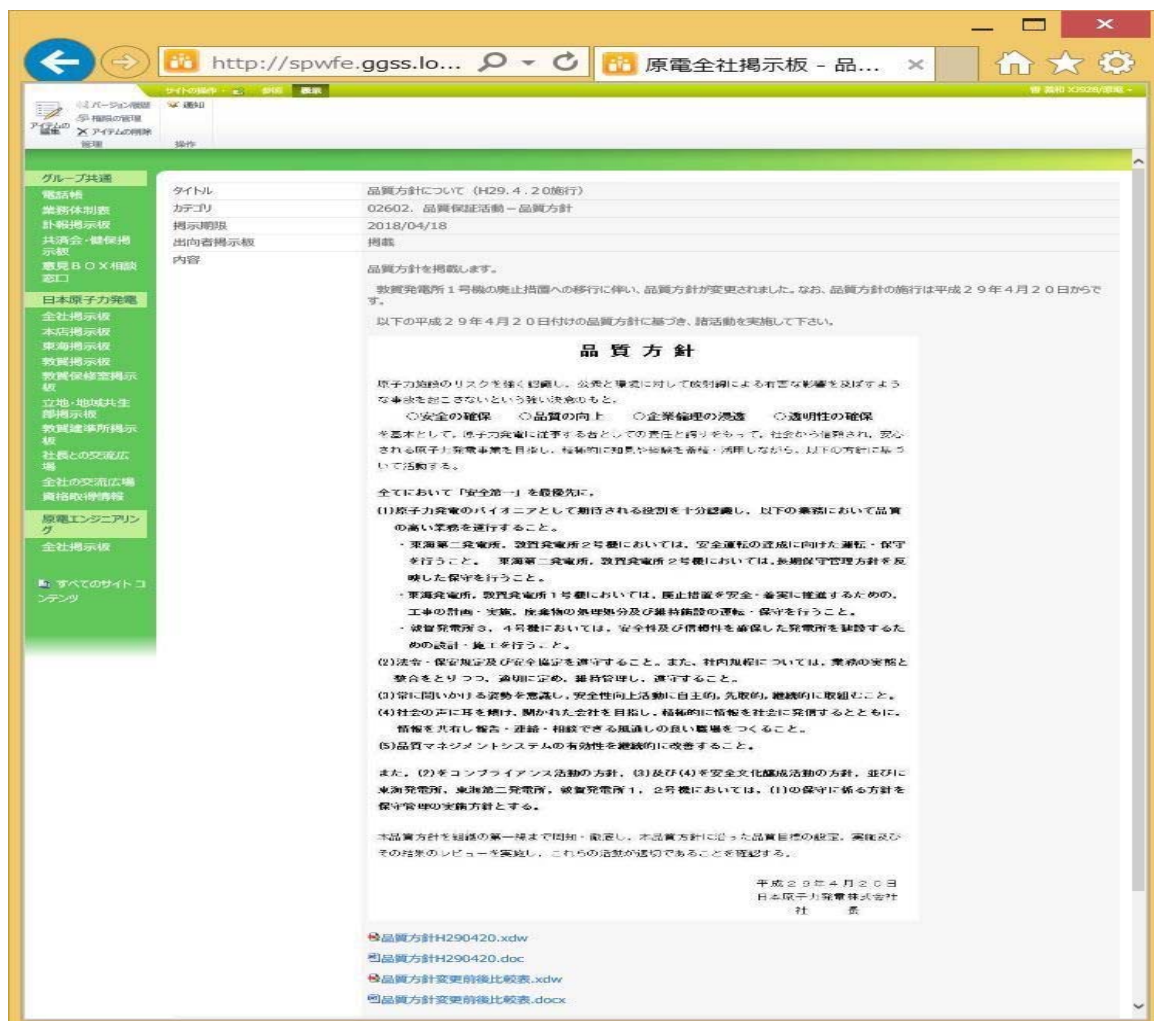 http://spwfe.ggss.lo...
原電全社掲示板 - 品...
サイトの操作
参照
表示
アイテムの編集
バージョン履歴
権限の管理
アイテムの削除
管理
通知
操作
グループ共通
電話帳
業務体制表
訃報掲示板
共済会・健保掲
示板
意見BOX相談
窓口
日本原子力発電
全社掲示板
本店掲示板
東海掲示板
敦賀掲示板
敦賀保修室掲示
板
立地・地域共生
部掲示板
敦賀建準所掲示
板
社長との交流広
場
全社の交流広場
資格取得情報
原電エンジニアリン
グ
全社掲示板
すべてのサイト コ
ンテンツ
タイトル 品質方針について（H29.4.20施行）
カテゴリ 02602．品質保証活動－品質方針
掲示期限 2018/04/18
出向者掲示板 掲載
内容
品質方針を掲載します。
敦賀発電所１号機の廃止措置への移行に伴い、品質方針が変更されました。なお、品質方針の施行は平成２９年４月２０日からで
す。
以下の平成２９年４月２０日付けの品質方針に基づき、諸活動を実施して下さい。
品 質 方 針
原子力施設のリスクを強く認識し，公衆と環境に対して放射線による有害な影響を及ぼすよう
な事故を起こさないという強い決意のもと，
○安全の確保　○品質の向上　○企業倫理の浸透　○透明性の確保
を基本として，原子力発電に従事する者としての責任と誇りをもって，社会から信頼され，安心
される原子力発電事業を目指し，積極的に知見や経験を蓄積・活用しながら，以下の方針に基づ
いて活動する。
全てにおいて「安全第一」を最優先に，
(1)原子力発電のパイオニアとして期待される役割を十分認識し，以下の業務において品質
の高い業務を遂行すること。
・東海第二発電所，敦賀発電所２号機においては，安全運転の達成に向けた運転・保守
を行うこと。 東海第二発電所，敦賀発電所２号機においては，長期保守管理方針を反
映した保守を行うこと。
・東海発電所，敦賀発電所１号機においては，廃止措置を安全・着実に推進するための，
工事の計画・実施，廃棄物の処理処分及び維持施設の運転・保守を行うこと。
・敦賀発電所３，４号機においては，安全性及び信頼性を確保した発電所を建設するた
めの設計・施工を行うこと。
(2)法令・保安規定及び安全協定を遵守すること。また，社内規程については，業務の実態と
整合をとりつつ，適切に定め，維持管理し，遵守すること。
(3)常に問いかける姿勢を意識し，安全性向上活動に自主的，先取的，継続的に取組むこと。
(4)社会の声に耳を傾け，開かれた会社を目指し，積極的に情報を社会に発信するとともに，
情報を共有し報告・連絡・相談できる風通しの良い職場をつくること。
(5)品質マネジメントシステムの有効性を継続的に改善すること。
また，(2)をコンプライアンス活動の方針，(3)及び(4)を安全文化醸成活動の方針，並びに
東海発電所，東海第二発電所，敦賀発電所１，２号機においては，(1)の保守に係る方針を
保守管理の実施方針とする。
本品質方針を組織の第一線まで周知・徹底し，本品質方針に沿った品質目標の設定，実施及び
その結果のレビューを実施し，これらの活動が適切であることを確認する。
平成２９年４月２０日
日本原子力発電株式会社
社　長
品質方針H290420.xdw
品質方針H290420.doc
品質方針変更前後比較表.xdw
品質方針変更前後比較表.docx